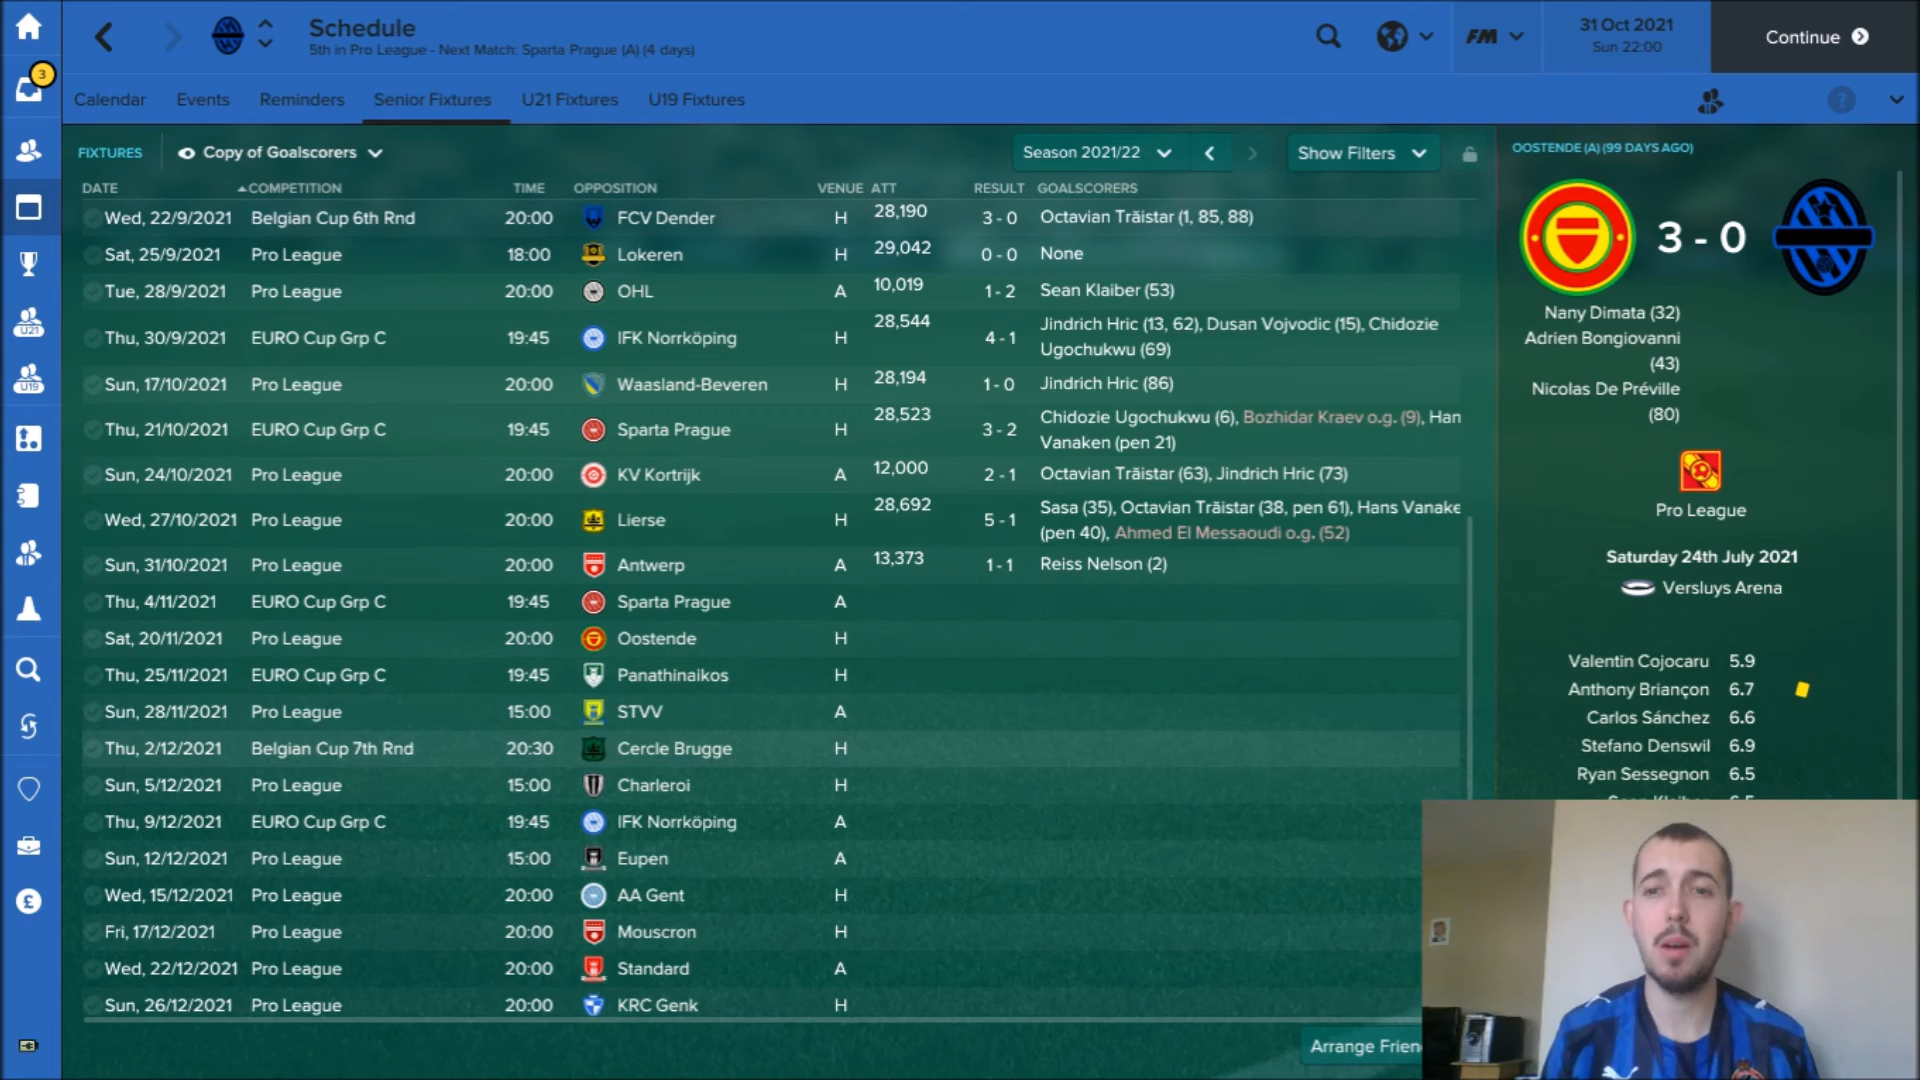 Schedule
5th in Pro League - Next Match: Sparta Prague (A) (4 days)
FM
31 Oct 2021
Sun 22:00
Continue
3
Calendar Events Reminders Senior Fixtures U21 Fixtures U19 Fixtures
?
FIXTURES Copy of Goalscorers Season 2021/22 Show Filters
DATE COMPETITION TIME OPPOSITION VENUE ATT RESULT GOALSCORERS
Wed, 22/9/2021 Belgian Cup 6th Rnd 20:00 FCV Dender H 28,190 3 - 0 Octavian Trăistar (1, 85, 88)
Sat, 25/9/2021 Pro League 18:00 Lokeren H 29,042 0 - 0 None
Tue, 28/9/2021 Pro League 20:00 OHL A 10,019 1 - 2 Sean Klaiber (53)
Thu, 30/9/2021 EURO Cup Grp C 19:45 IFK Norrköping H 28,544 4 - 1 Jindrich Hric (13, 62), Dusan Vojvodic (15), Chidozie
Ugochukwu (69)
Sun, 17/10/2021 Pro League 20:00 Waasland-Beveren H 28,194 1 - 0 Jindrich Hric (86)
Thu, 21/10/2021 EURO Cup Grp C 19:45 Sparta Prague H 28,523 3 - 2 Chidozie Ugochukwu (6), Bozhidar Kraev o.g. (9), Han
Vanaken (pen 21)
Sun, 24/10/2021 Pro League 20:00 KV Kortrijk A 12,000 2 - 1 Octavian Trăistar (63), Jindrich Hric (73)
Wed, 27/10/2021 Pro League 20:00 Lierse H 28,692 5 - 1 Sasa (35), Octavian Trăistar (38, pen 61), Hans Vanake
(pen 40), Ahmed El Messaoudi o.g. (52)
Sun, 31/10/2021 Pro League 20:00 Antwerp A 13,373 1 - 1 Reiss Nelson (2)
Thu, 4/11/2021 EURO Cup Grp C 19:45 Sparta Prague A
Sat, 20/11/2021 Pro League 20:00 Oostende H
Thu, 25/11/2021 EURO Cup Grp C 19:45 Panathinaikos H
Sun, 28/11/2021 Pro League 15:00 STVV A
Thu, 2/12/2021 Belgian Cup 7th Rnd 20:30 Cercle Brugge H
Sun, 5/12/2021 Pro League 15:00 Charleroi H
Thu, 9/12/2021 EURO Cup Grp C 19:45 IFK Norrköping A
Sun, 12/12/2021 Pro League 15:00 Eupen A
Wed, 15/12/2021 Pro League 20:00 AA Gent H
Fri, 17/12/2021 Pro League 20:00 Mouscron H
Wed, 22/12/2021 Pro League 20:00 Standard A
Sun, 26/12/2021 Pro League 20:00 KRC Genk H
Arrange Frien
U21
U19
£
OOSTENDE (A) (99 DAYS AGO)
3 - 0
Nany Dimata (32)
Adrien Bongiovanni
(43)
Nicolas De Préville
(80)
Pro League
Saturday 24th July 2021
Versluys Arena
Valentin Cojocaru 5.9
Anthony Briançon 6.7
Carlos Sánchez 6.6
Stefano Denswil 6.9
Ryan Sessegnon 6.5